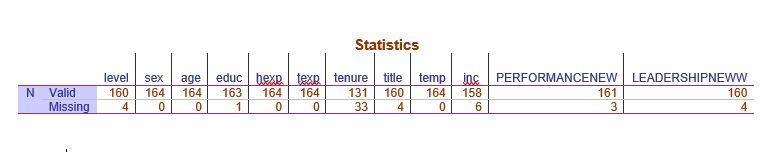 Statistics
level sex age educ hexp texp tenure title temp inc PERFORMANCENEW LEADERSHIPNEWW
N Valid 160 164 164 163 164 164 131 160 164 158 161 160
Missing 4 0 0 1 0 0 33 4 0 6 3 4